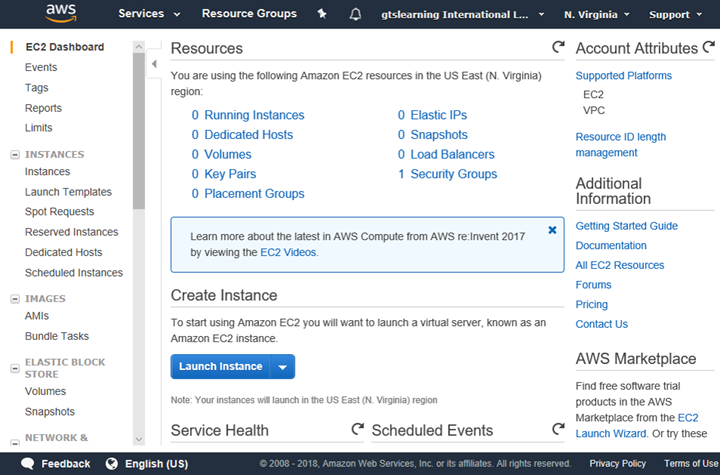 aws
Services
Resource Groups
gtslearning International L...
N. Virginia
Support
EC2 Dashboard
Events
Tags
Reports
Limits
INSTANCES
Instances
Launch Templates
Spot Requests
Reserved Instances
Dedicated Hosts
Scheduled Instances
IMAGES
AMIs
Bundle Tasks
ELASTIC BLOCK
STORE
Volumes
Snapshots
NETWORK &
Resources
You are using the following Amazon EC2 resources in the US East (N. Virginia)
region:
0 Running Instances
0 Elastic IPs
0 Dedicated Hosts
0 Snapshots
0 Volumes
0 Load Balancers
0 Key Pairs
1 Security Groups
0 Placement Groups
Learn more about the latest in AWS Compute from AWS re:Invent 2017
by viewing the EC2 Videos.
Create Instance
To start using Amazon EC2 you will want to launch a virtual server, known as an
Amazon EC2 instance.
Launch Instance
Note: Your instances will launch in the US East (N. Virginia) region
Service Health
Scheduled Events
Account Attributes
Supported Platforms
EC2
VPC
Resource ID length
management
Additional
Information
Getting Started Guide
Documentation
All EC2 Resources
Forums
Pricing
Contact Us
AWS Marketplace
Find free software trial
products in the AWS
Marketplace from the EC2
Launch Wizard. Or try these
Feedback
English (US)
© 2008 - 2018, Amazon Web Services, Inc. or its affiliates. All rights reserved.
Privacy Policy
Terms of Use